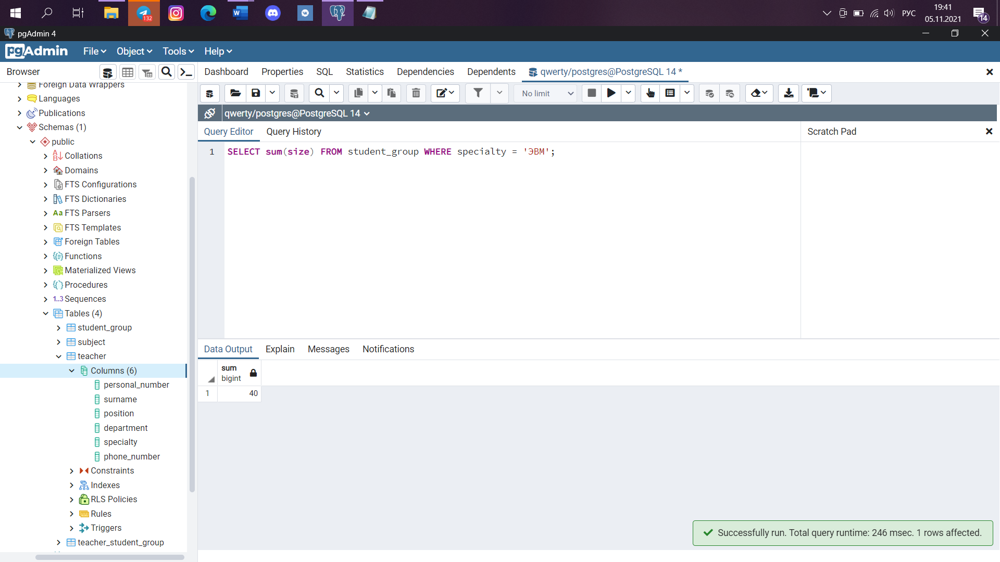 132
W
РУС
19:41
05.11.2021
14
pgAdmin 4
pgAdmin
File
Object
Tools
Help
Browser
Dashboard
Properties
SQL
Statistics
Dependencies
Dependents
qwerty/postgres@PostgreSQL 14 *
No limit
qwerty/postgres@PostgreSQL 14
Query Editor
Query History
Scratch Pad
1
SELECT sum(size) FROM student_group WHERE specialty = 'ЭВМ';
Foreign Data Wrappers
Languages
Publications
Schemas (1)
public
Collations
Domains
FTS Configurations
FTS Dictionaries
Aa FTS Parsers
FTS Templates
Foreign Tables
Functions
Materialized Views
Procedures
1..3 Sequences
Tables (4)
student_group
subject
teacher
Columns (6)
personal_number
surname
position
department
specialty
phone_number
Constraints
Indexes
RLS Policies
Rules
Triggers
teacher_student_group
Data Output
Explain
Messages
Notifications
sum
bigint
1
40
Successfully run. Total query runtime: 246 msec. 1 rows affected.